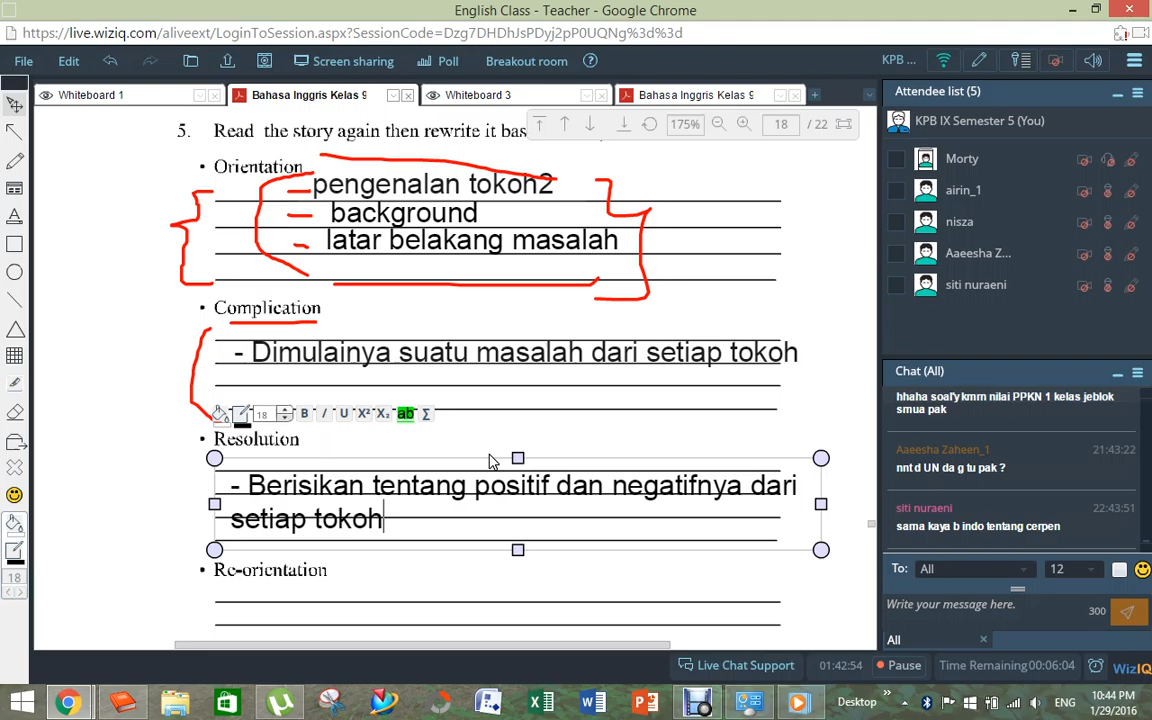 English Class - Teacher - Google Chrome
https://live.wiziq.com/aliveext/LoginToSession.aspx?SessionCode=Dzg7DHDhJsPDyj2pP0UQNg%3d%3d
File Edit Screen sharing Poll Breakout room KPB ...
Whiteboard 1 Bahasa Inggris Kelas 9 Whiteboard 3 Bahasa Inggris Kelas 9
175% 18 / 22
5. Read the story again then rewrite it bas
• Orientation
pengenalan tokoh2
background
latar belakang masalah
• Complication
- Dimulainya suatu masalah dari setiap tokoh
18 B I U X² X₂ ab Σ
• Resolution
- Berisikan tentang positif dan negatifnya dari
setiap tokoh
• Re-orientation
18
Attendee list (5)
KPB IX Semester 5 (You)
Morty
airin_1
nisza
Aaeesha Z...
siti nuraeni
Chat (All)
hhaha soal'y kmm nilai PPKN 1 kelas jeblok
smua pak
Aaeesha Zaheen_1 21:43:22
nnt d UN da g tu pak ?
siti nuraeni 22:43:51
sama kaya b indo tentang cerpen
To: All 12
Write your message here. 300
All
Live Chat Support 01:42:54 Pause Time Remaining 00:06:04 WizIQ
Desktop ENG 10:44 PM
1/29/2016